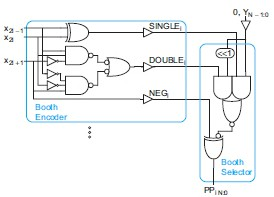 SINGLEi
0, YN – 1:0
x2i – 1
x2i
<<1
DOUBLEi
x2i + 1
NEGi
Booth
Encoder
Booth
Selector
PPi N:0